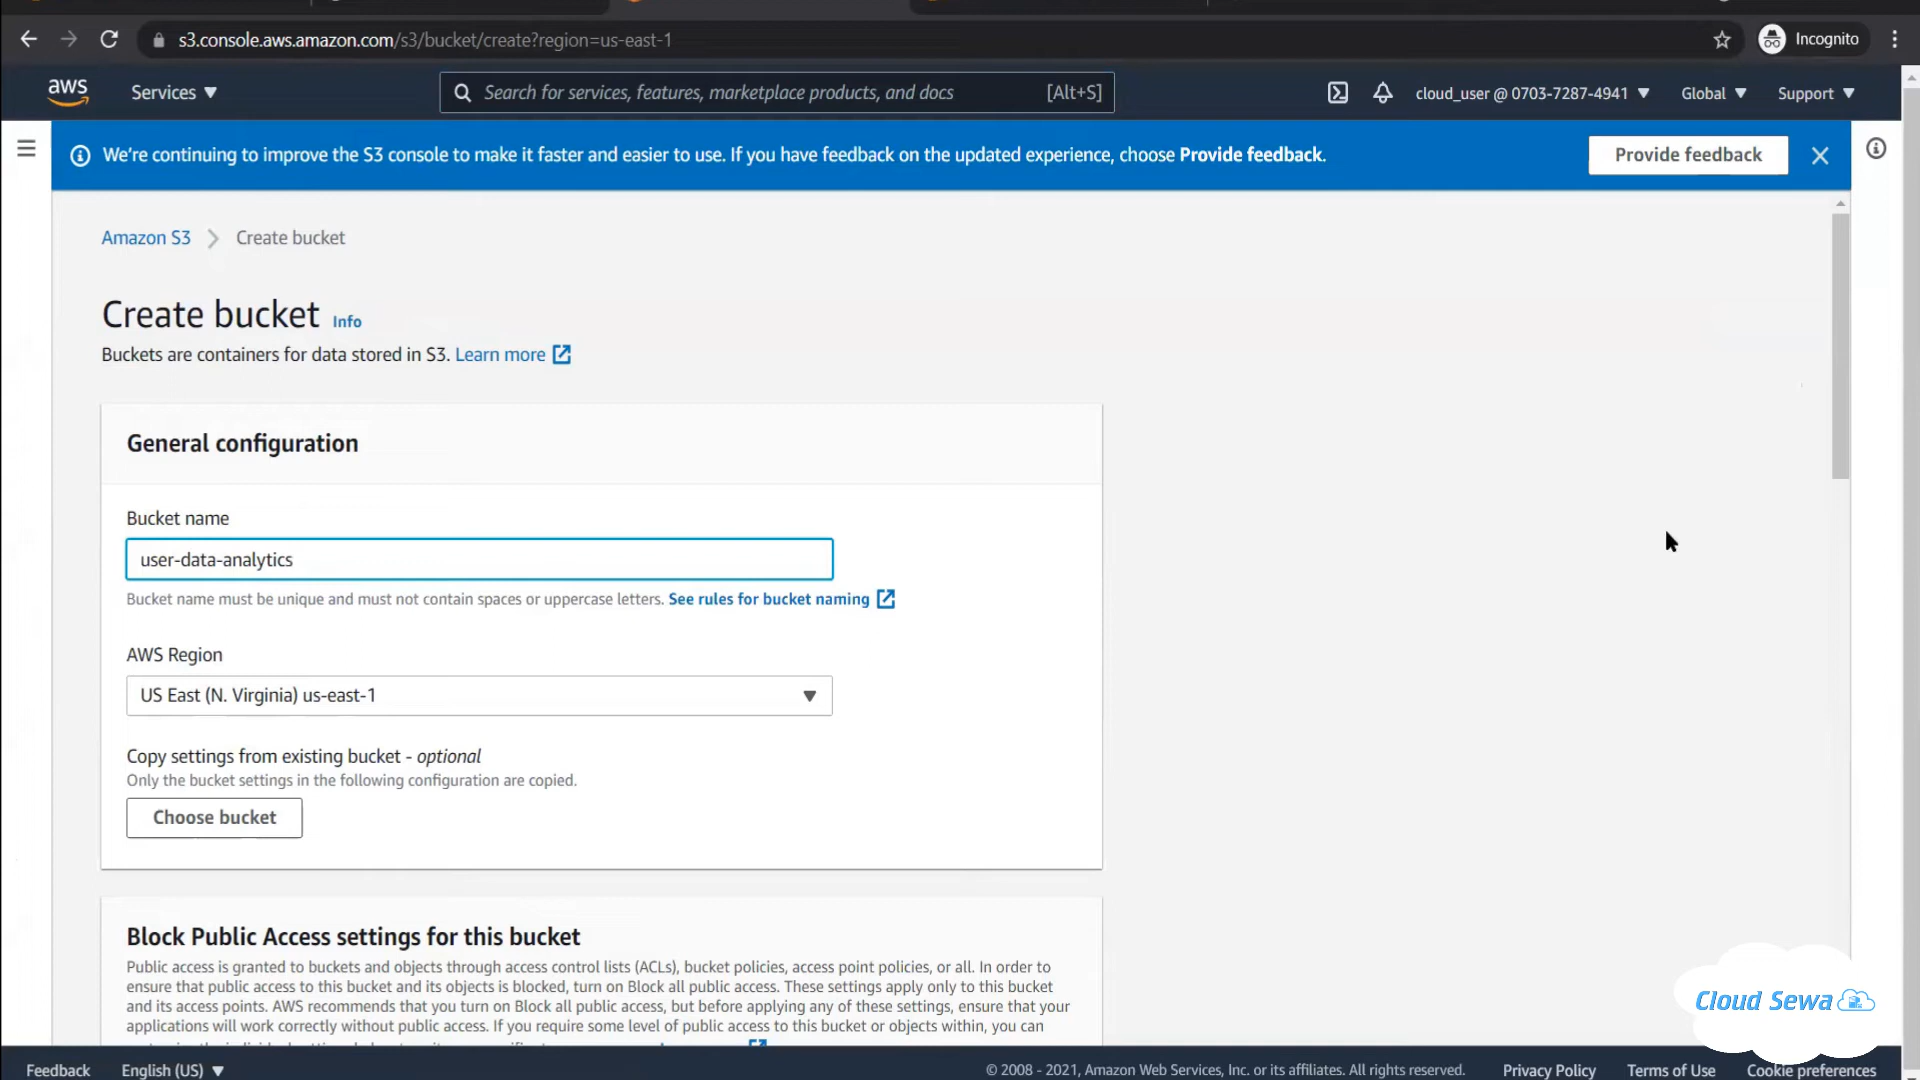 s3.console.aws.amazon.com/s3/bucket/create?region=us-east-1
Incognito
aws
Services
Search for services, features, marketplace products, and docs [Alt+S]
cloud_user @ 0703-7287-4941
Global
Support
We're continuing to improve the S3 console to make it faster and easier to use. If you have feedback on the updated experience, choose Provide feedback.
Provide feedback
Amazon S3
Create bucket
Create bucket Info
Buckets are containers for data stored in S3. Learn more
General configuration
Bucket name
user-data-analytics
Bucket name must be unique and must not contain spaces or uppercase letters. See rules for bucket naming
AWS Region
US East (N. Virginia) us-east-1
Copy settings from existing bucket - optional
Only the bucket settings in the following configuration are copied.
Choose bucket
Block Public Access settings for this bucket
Public access is granted to buckets and objects through access control lists (ACLs), bucket policies, access point policies, or all. In order to
ensure that public access to this bucket and its objects is blocked, turn on Block all public access. These settings apply only to this bucket
and its access points. AWS recommends that you turn on Block all public access, but before applying any of these settings, ensure that your
applications will work correctly without public access. If you require some level of public access to this bucket or objects within, you can
Cloud Sewa
Feedback
English (US)
© 2008 - 2021, Amazon Web Services, Inc. or its affiliates. All rights reserved.
Privacy Policy
Terms of Use
Cookie preferences